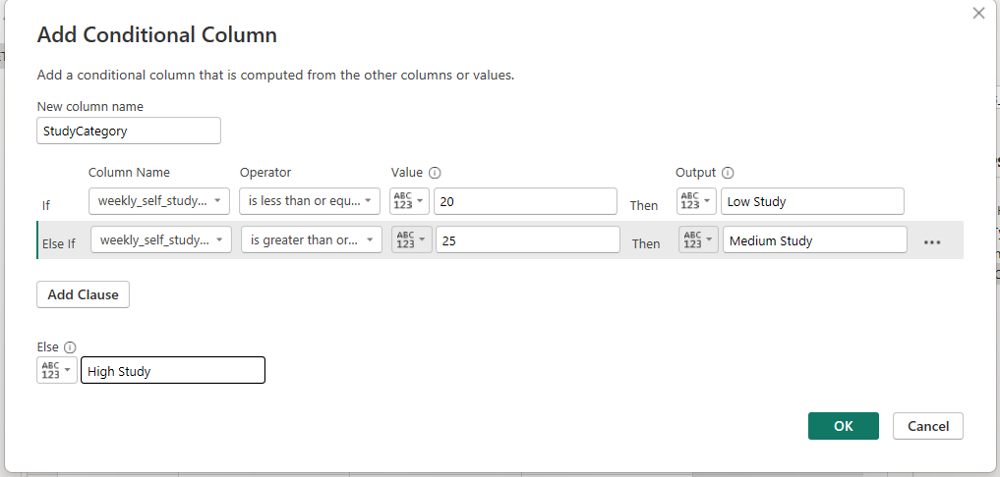 Add Conditional Column
Add a conditional column that is computed from the other columns or values.
New column name
StudyCategory
Column Name Operator Value Output
If weekly_self_study... is less than or equ... ABC 123 20 Then ABC 123 Low Study
Else If weekly_self_study... is greater than or... ABC 123 25 Then ABC 123 Medium Study ...
Add Clause
Else
ABC 123 High Study
OK Cancel